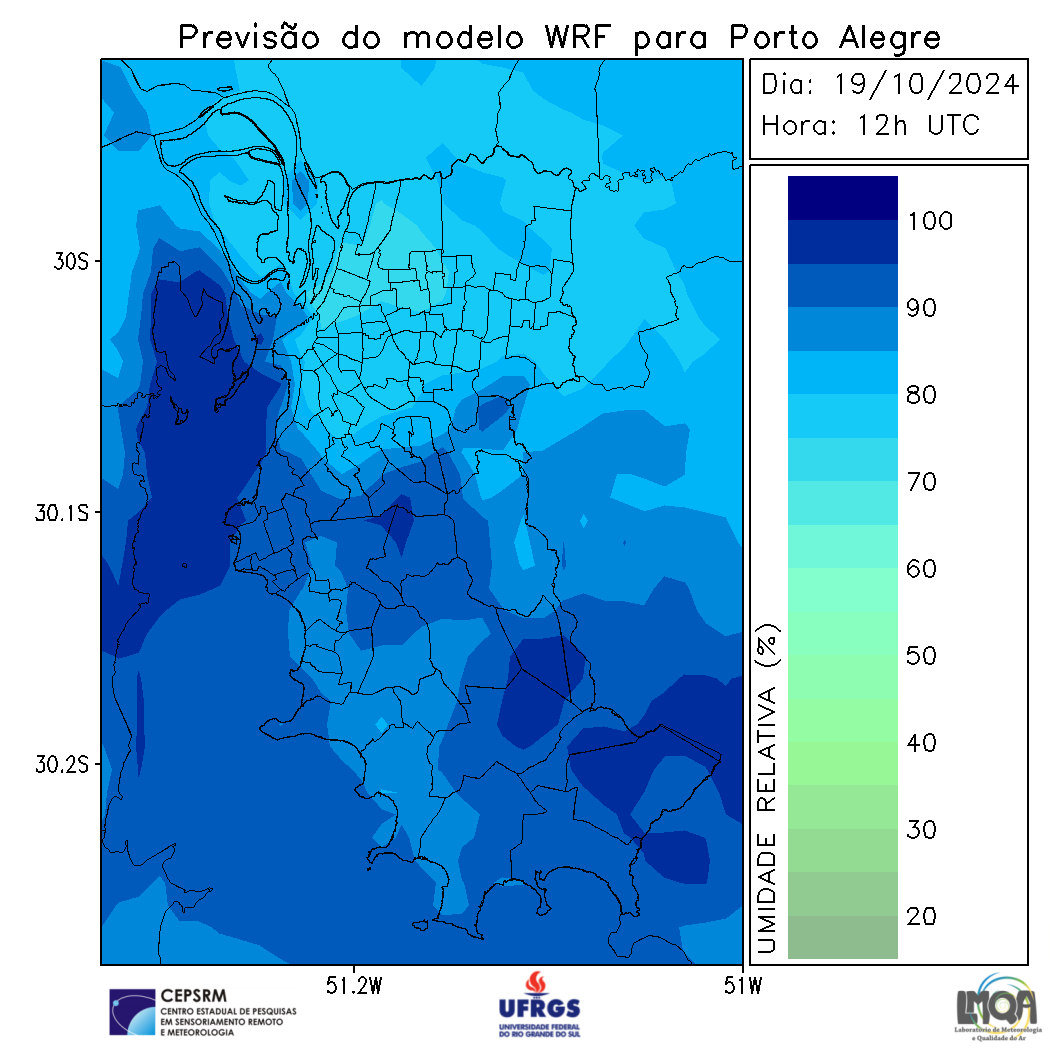 Previsão do modelo WRF para Porto Alegre
Dia: 19/10/2024
Hora: 12h UTC
30S
30.1S
30.2S
51.2W
51W
100
90
80
70
60
50
40
30
20
UMIDADE RELATIVA (%)
CEPSRM
CENTRO ESTADUAL DE PESQUISAS
EM SENSORIAMENTO REMOTO
E METEOROLOGIA
UFRGS
UNIVERSIDADE FEDERAL
DO RIO GRANDE DO SUL
LMQA
Laboratório de Meteorologia
e Qualidade do Ar